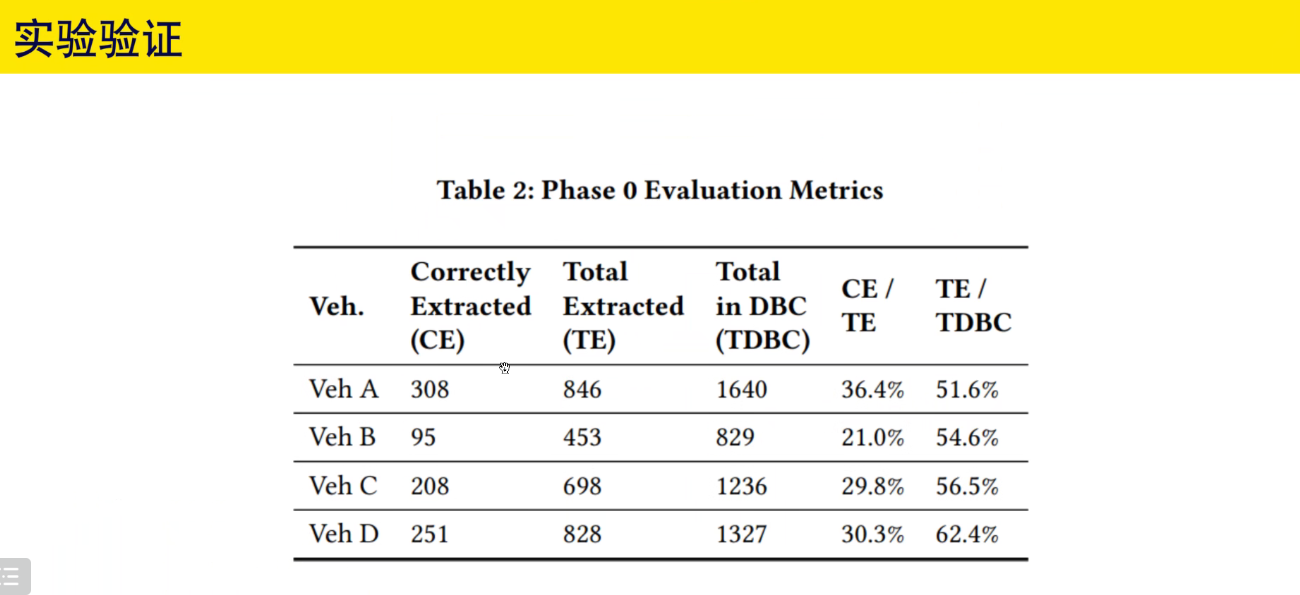 实验验证
Table 2: Phase 0 Evaluation Metrics
Veh. Correctly Extracted (CE) Total Extracted (TE) Total in DBC (TDBC) CE / TE TE / TDBC
Veh A 308 846 1640 36.4% 51.6%
Veh B 95 453 829 21.0% 54.6%
Veh C 208 698 1236 29.8% 56.5%
Veh D 251 828 1327 30.3% 62.4%